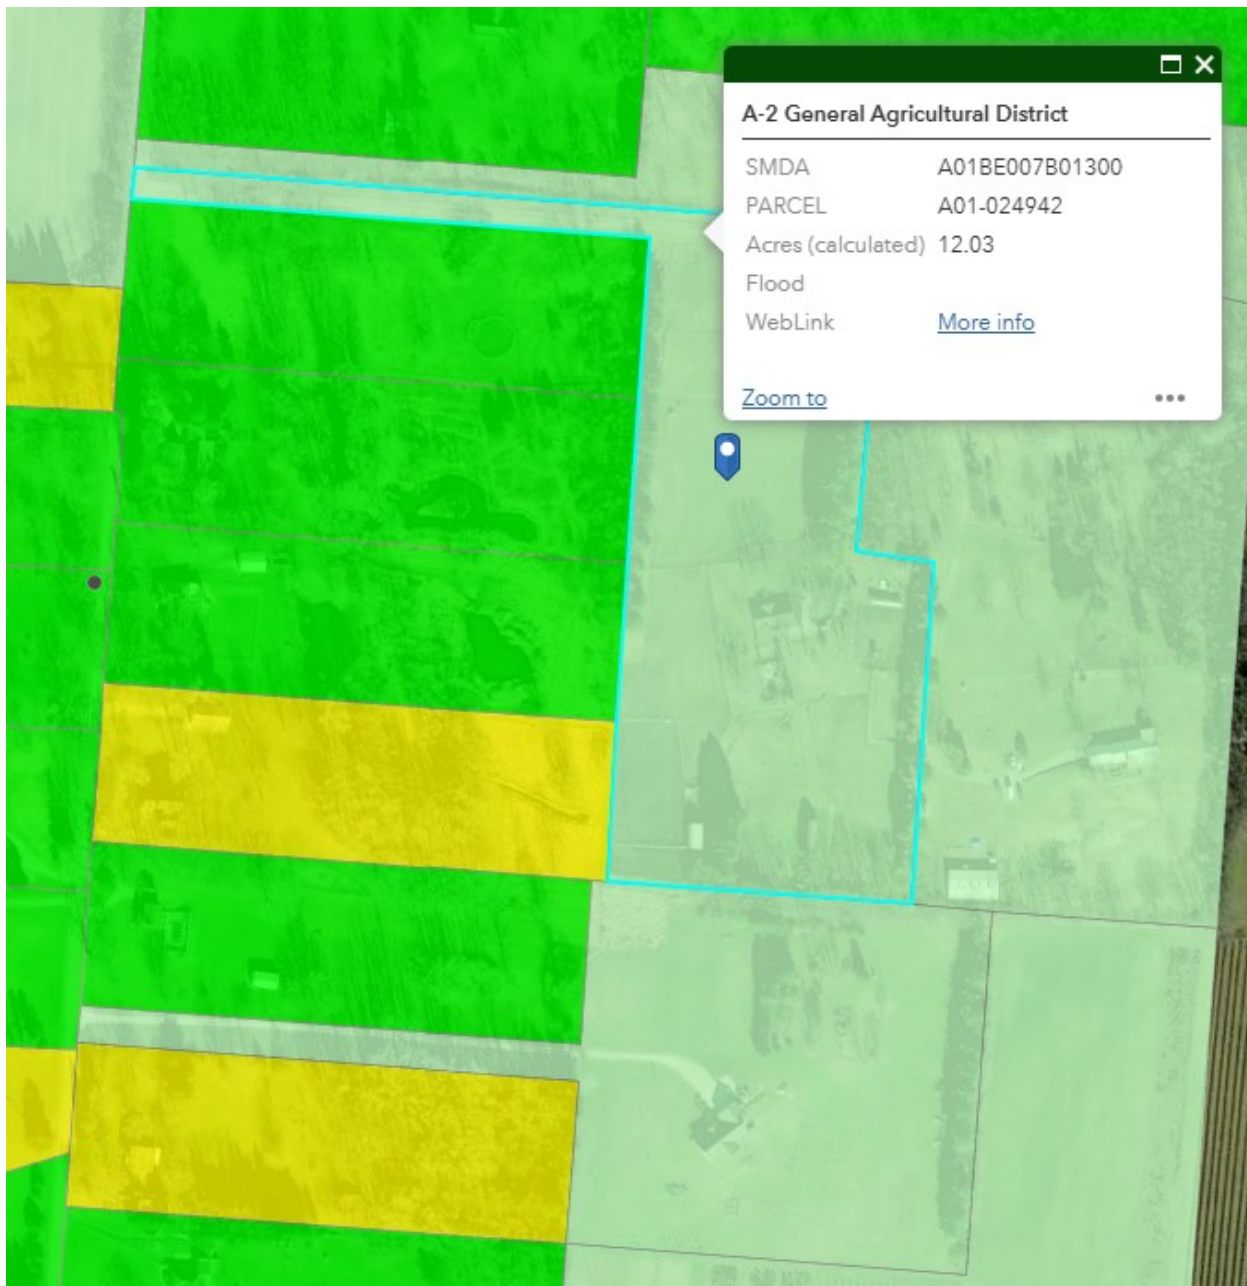 A-2 General Agricultural District
SMDA A01BE007B01300
PARCEL A01-024942
Acres (calculated) 12.03
Flood
WebLink More info
Zoom to